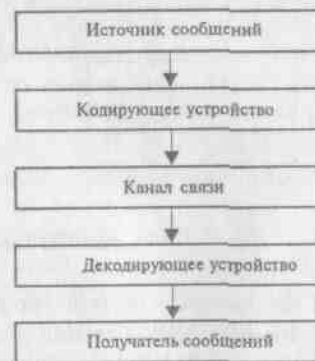 Источник сообщений
Кодирующее устройство
Канал связи
Декодирующее устройство
Получатель сообщений